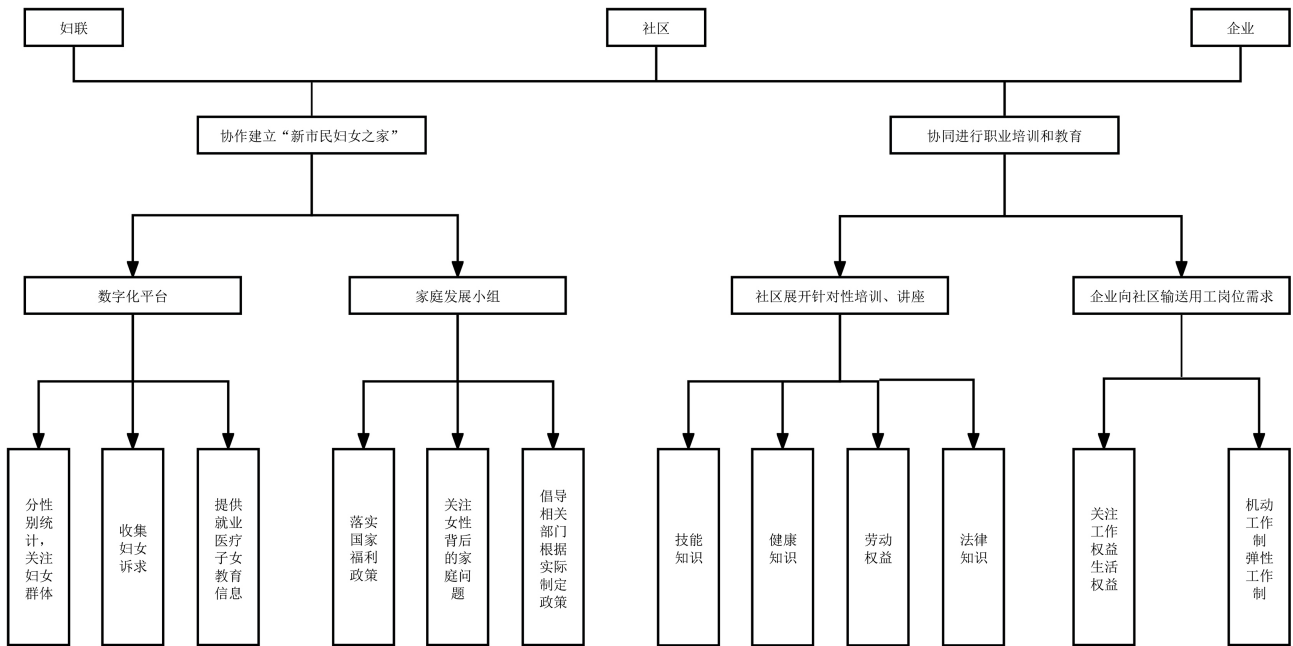 妇联
社区
企业
协作建立“新市民妇女之家”
协同进行职业培训和教育
数字化平台
家庭发展小组
社区展开针对性培训、讲座
企业向社区输送用工岗位需求
分性
别统
计，
关注
妇女
群体
收集
妇女
诉求
提供
就业
医疗
子女
教育
信息
落实
国家
福利
政策
关注
女性
背后
的家
庭问
题
倡导
相关
部门
根据
实际
制定
政策
技能
知识
健康
知识
劳动
权益
法律
知识
关注
工作
权益
生活
权益
机动
工作
制
弹性
工作
制